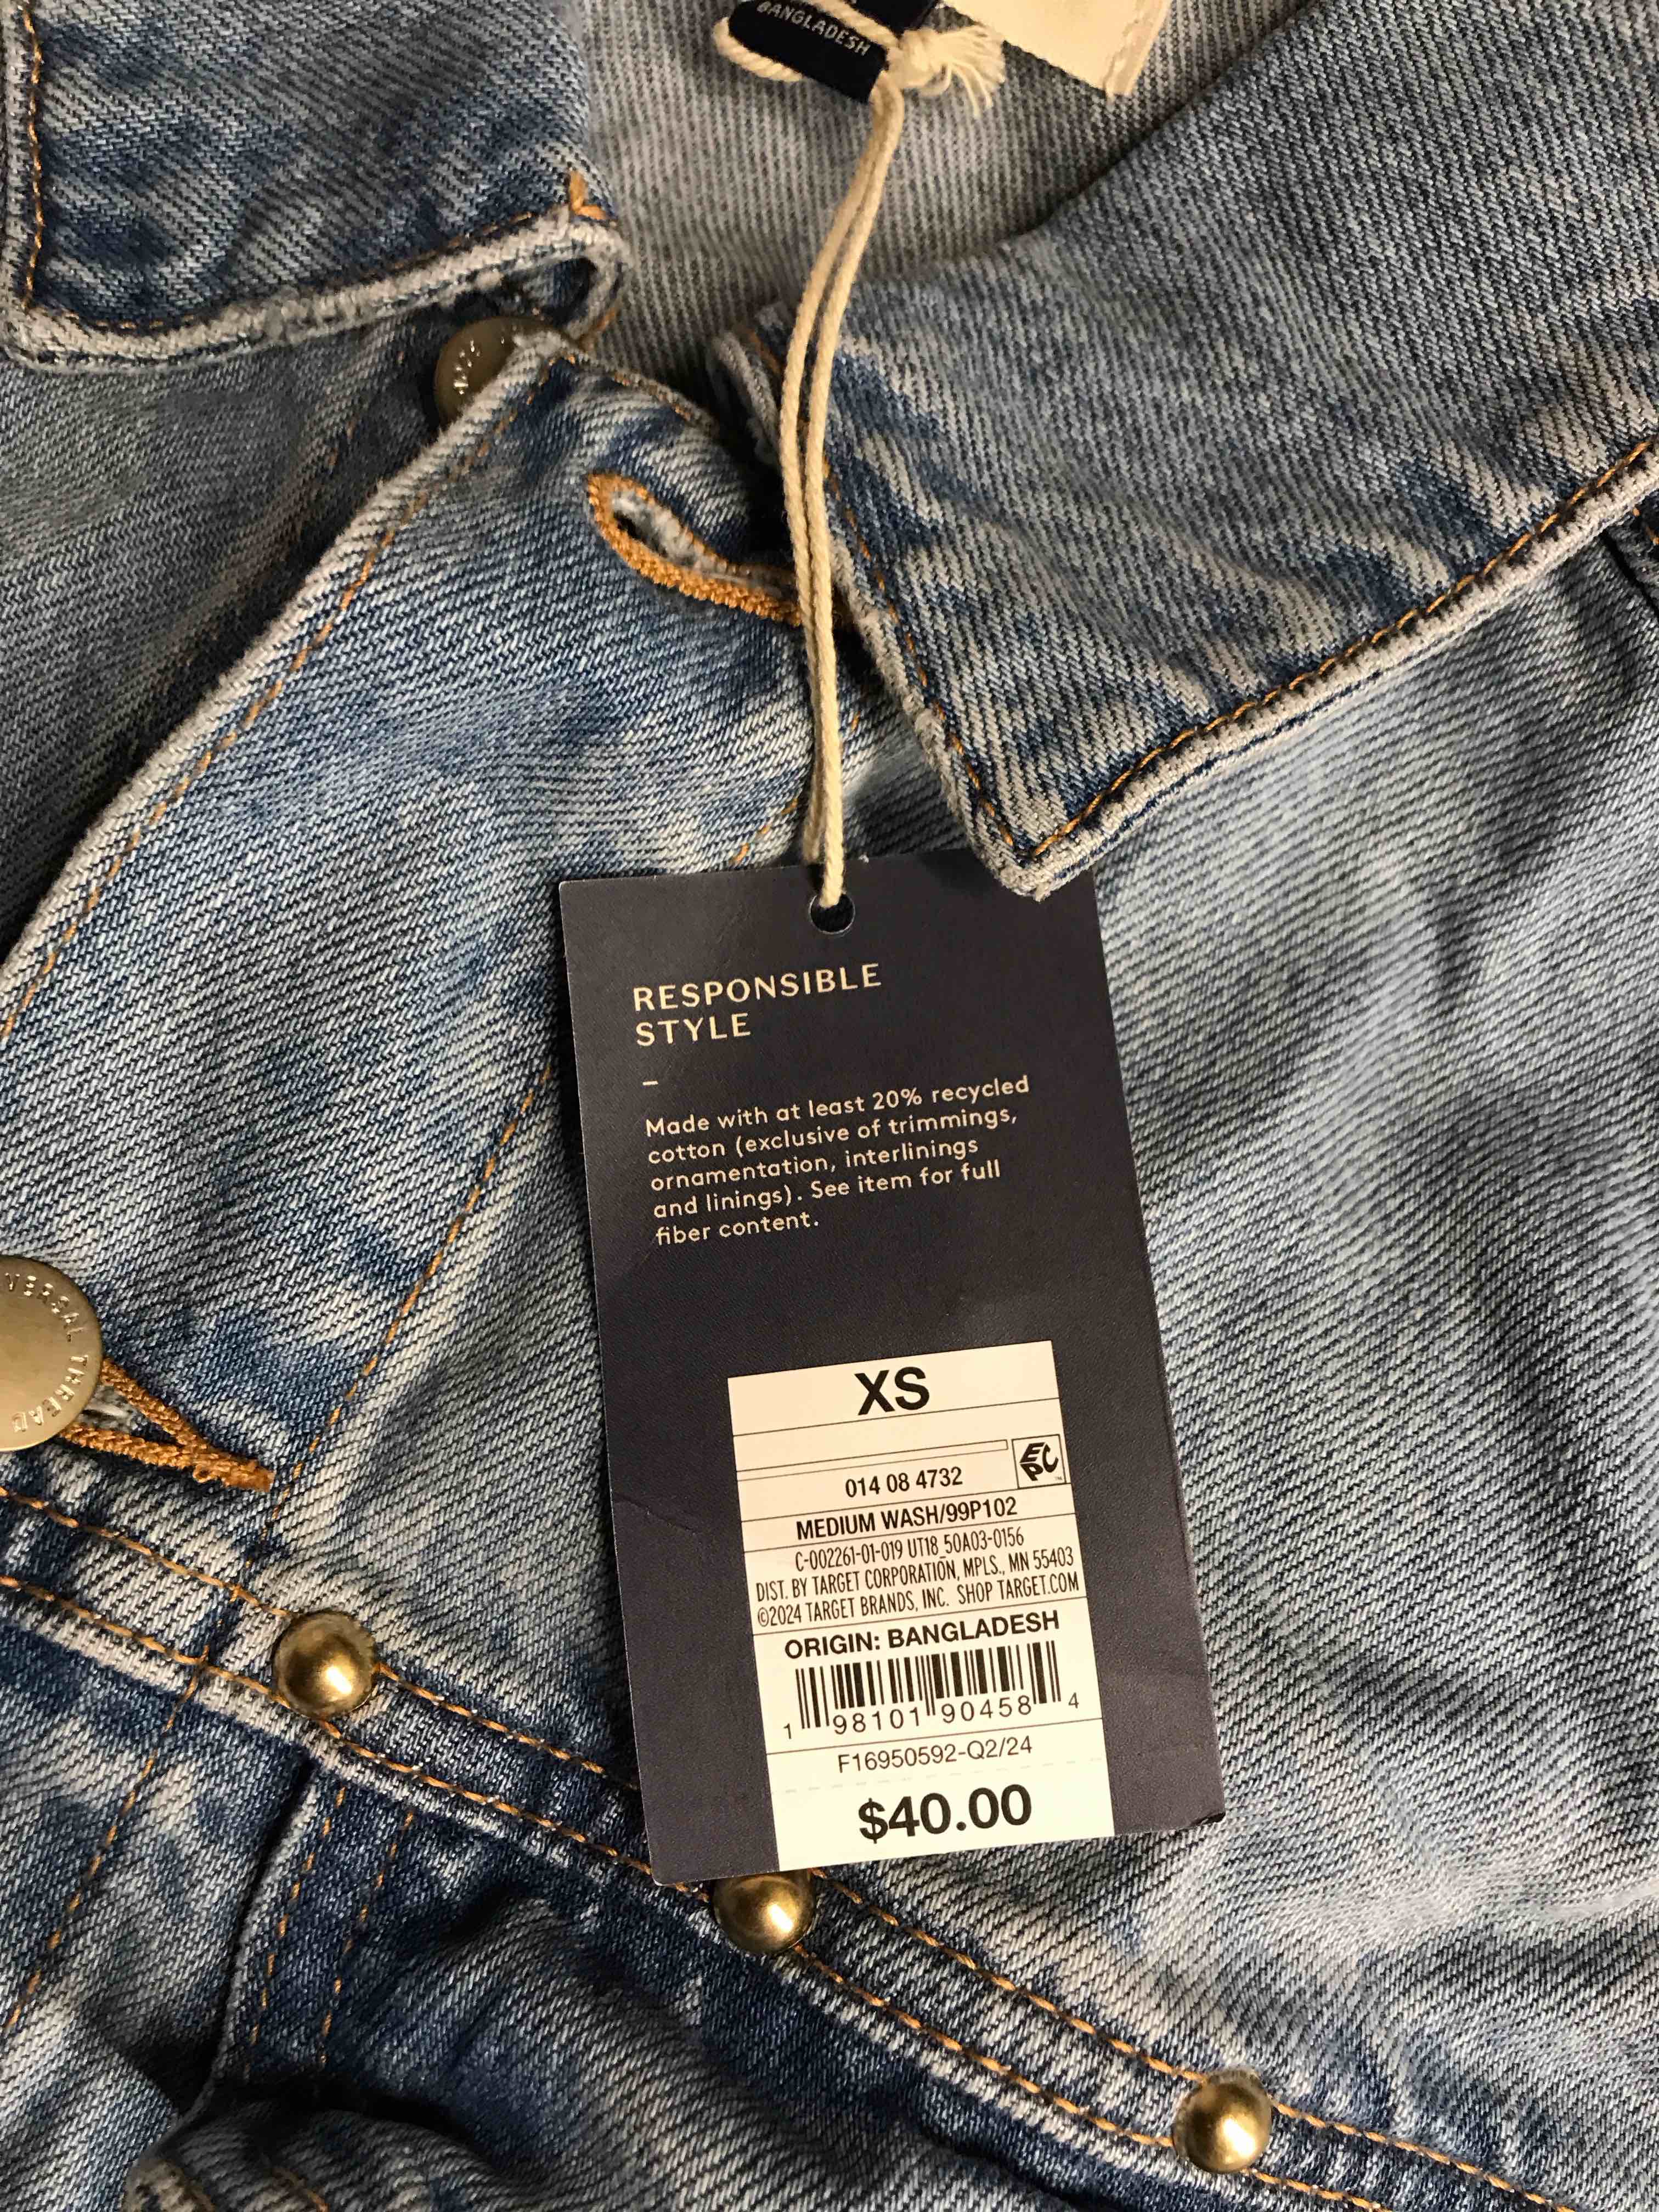 BANGLADESH
RESPONSIBLE
STYLE
–
Made with at least 20% recycled
cotton (exclusive of trimmings,
ornamentation, interlinings
and linings). See item for full
fiber content.
VERSAL THREAD
XS
EPC
014 08 4732
MEDIUM WASH/99P102
C-002261-01-019 UT18 50A03-0156
DIST. BY TARGET CORPORATION, MPLS., MN 55403
©2024 TARGET BRANDS, INC. SHOP TARGET.COM
ORIGIN: BANGLADESH
1 98101 90458 4
F16950592-Q2/24
$40.00